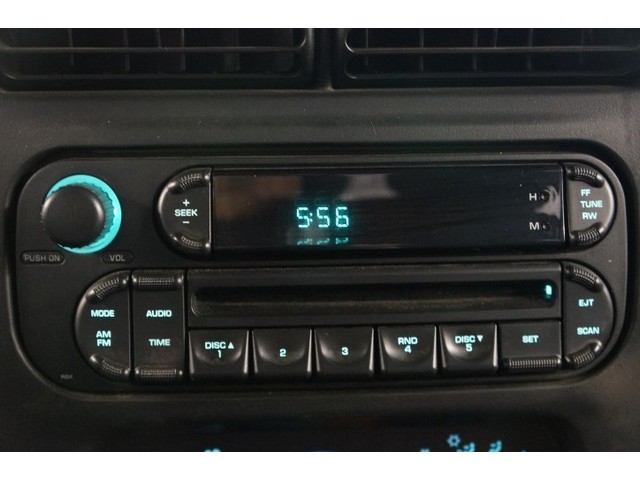 +
SEEK
-
5:56
H
M
FF
TUNE
RW
PUSH ON
VOL
MODE
AUDIO
AM
FM
TIME
DISC▲
1
2
3
RND
4
DISC▼
5
SET
EJT
SCAN